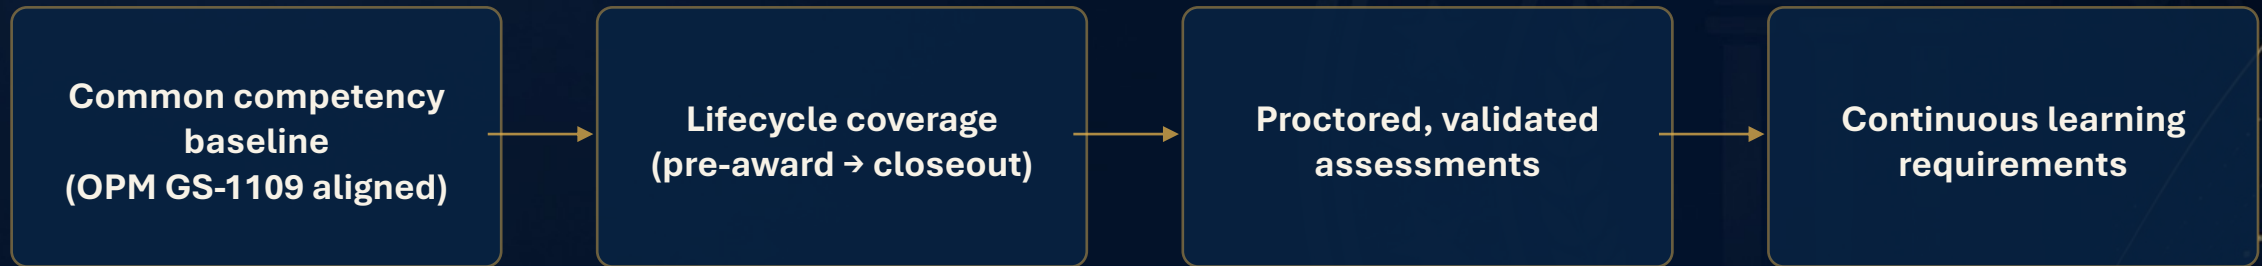 Common competency
baseline
(OPM GS-1109 aligned)
Lifecycle coverage
(pre-award → closeout)
Proctored, validated
assessments
Continuous learning
requirements